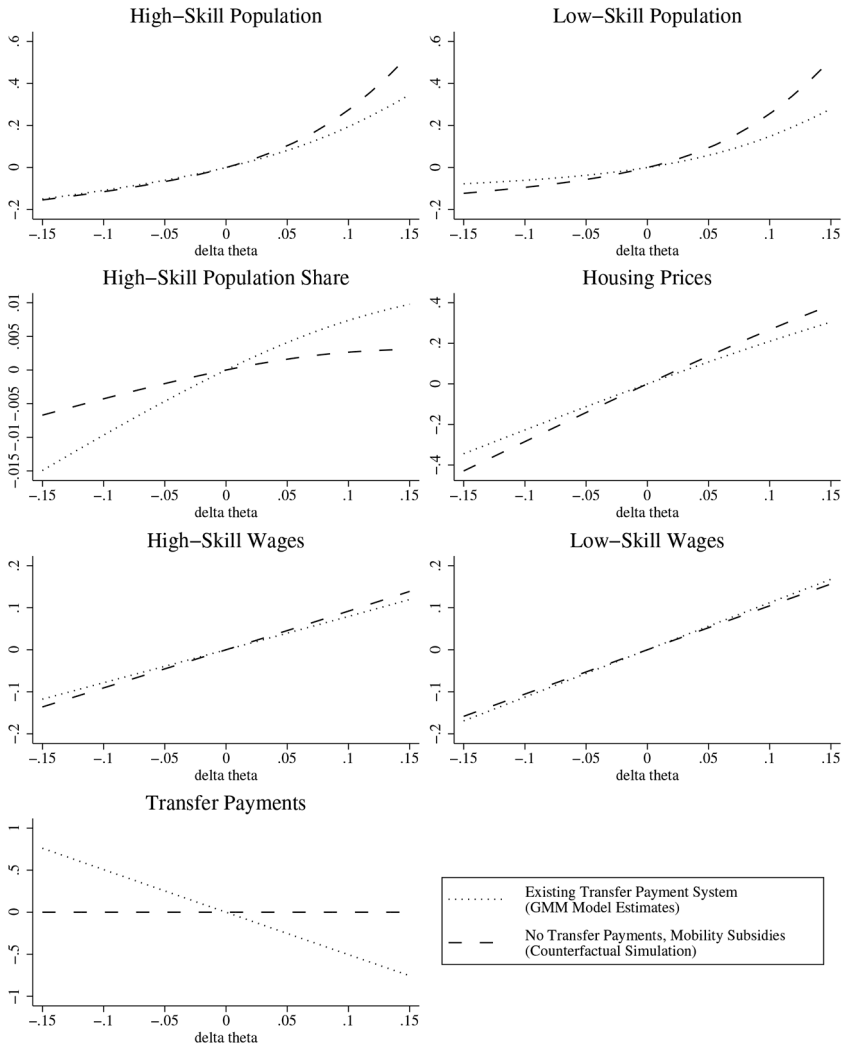 High−Skill Population
.6
.4
.2
0
−.2
−.15 −.1 −.05 0 .05 .1 .15
delta theta
Low−Skill Population
.6
.4
.2
0
−.2
−.15 −.1 −.05 0 .05 .1 .15
delta theta
High−Skill Population Share
.01
.005
0
−.005
−.01
−.015
−.15 −.1 −.05 0 .05 .1 .15
delta theta
Housing Prices
.4
.2
0
−.2
−.4
−.15 −.1 −.05 0 .05 .1 .15
delta theta
High−Skill Wages
.2
.1
0
−.1
−.2
−.15 −.1 −.05 0 .05 .1 .15
delta theta
Low−Skill Wages
.2
.1
0
−.1
−.2
−.15 −.1 −.05 0 .05 .1 .15
delta theta
Transfer Payments
1
.5
0
−.5
−1
−.15 −.1 −.05 0 .05 .1 .15
delta theta
Existing Transfer Payment System
(GMM Model Estimates)
No Transfer Payments, Mobility Subsidies
(Counterfactual Simulation)